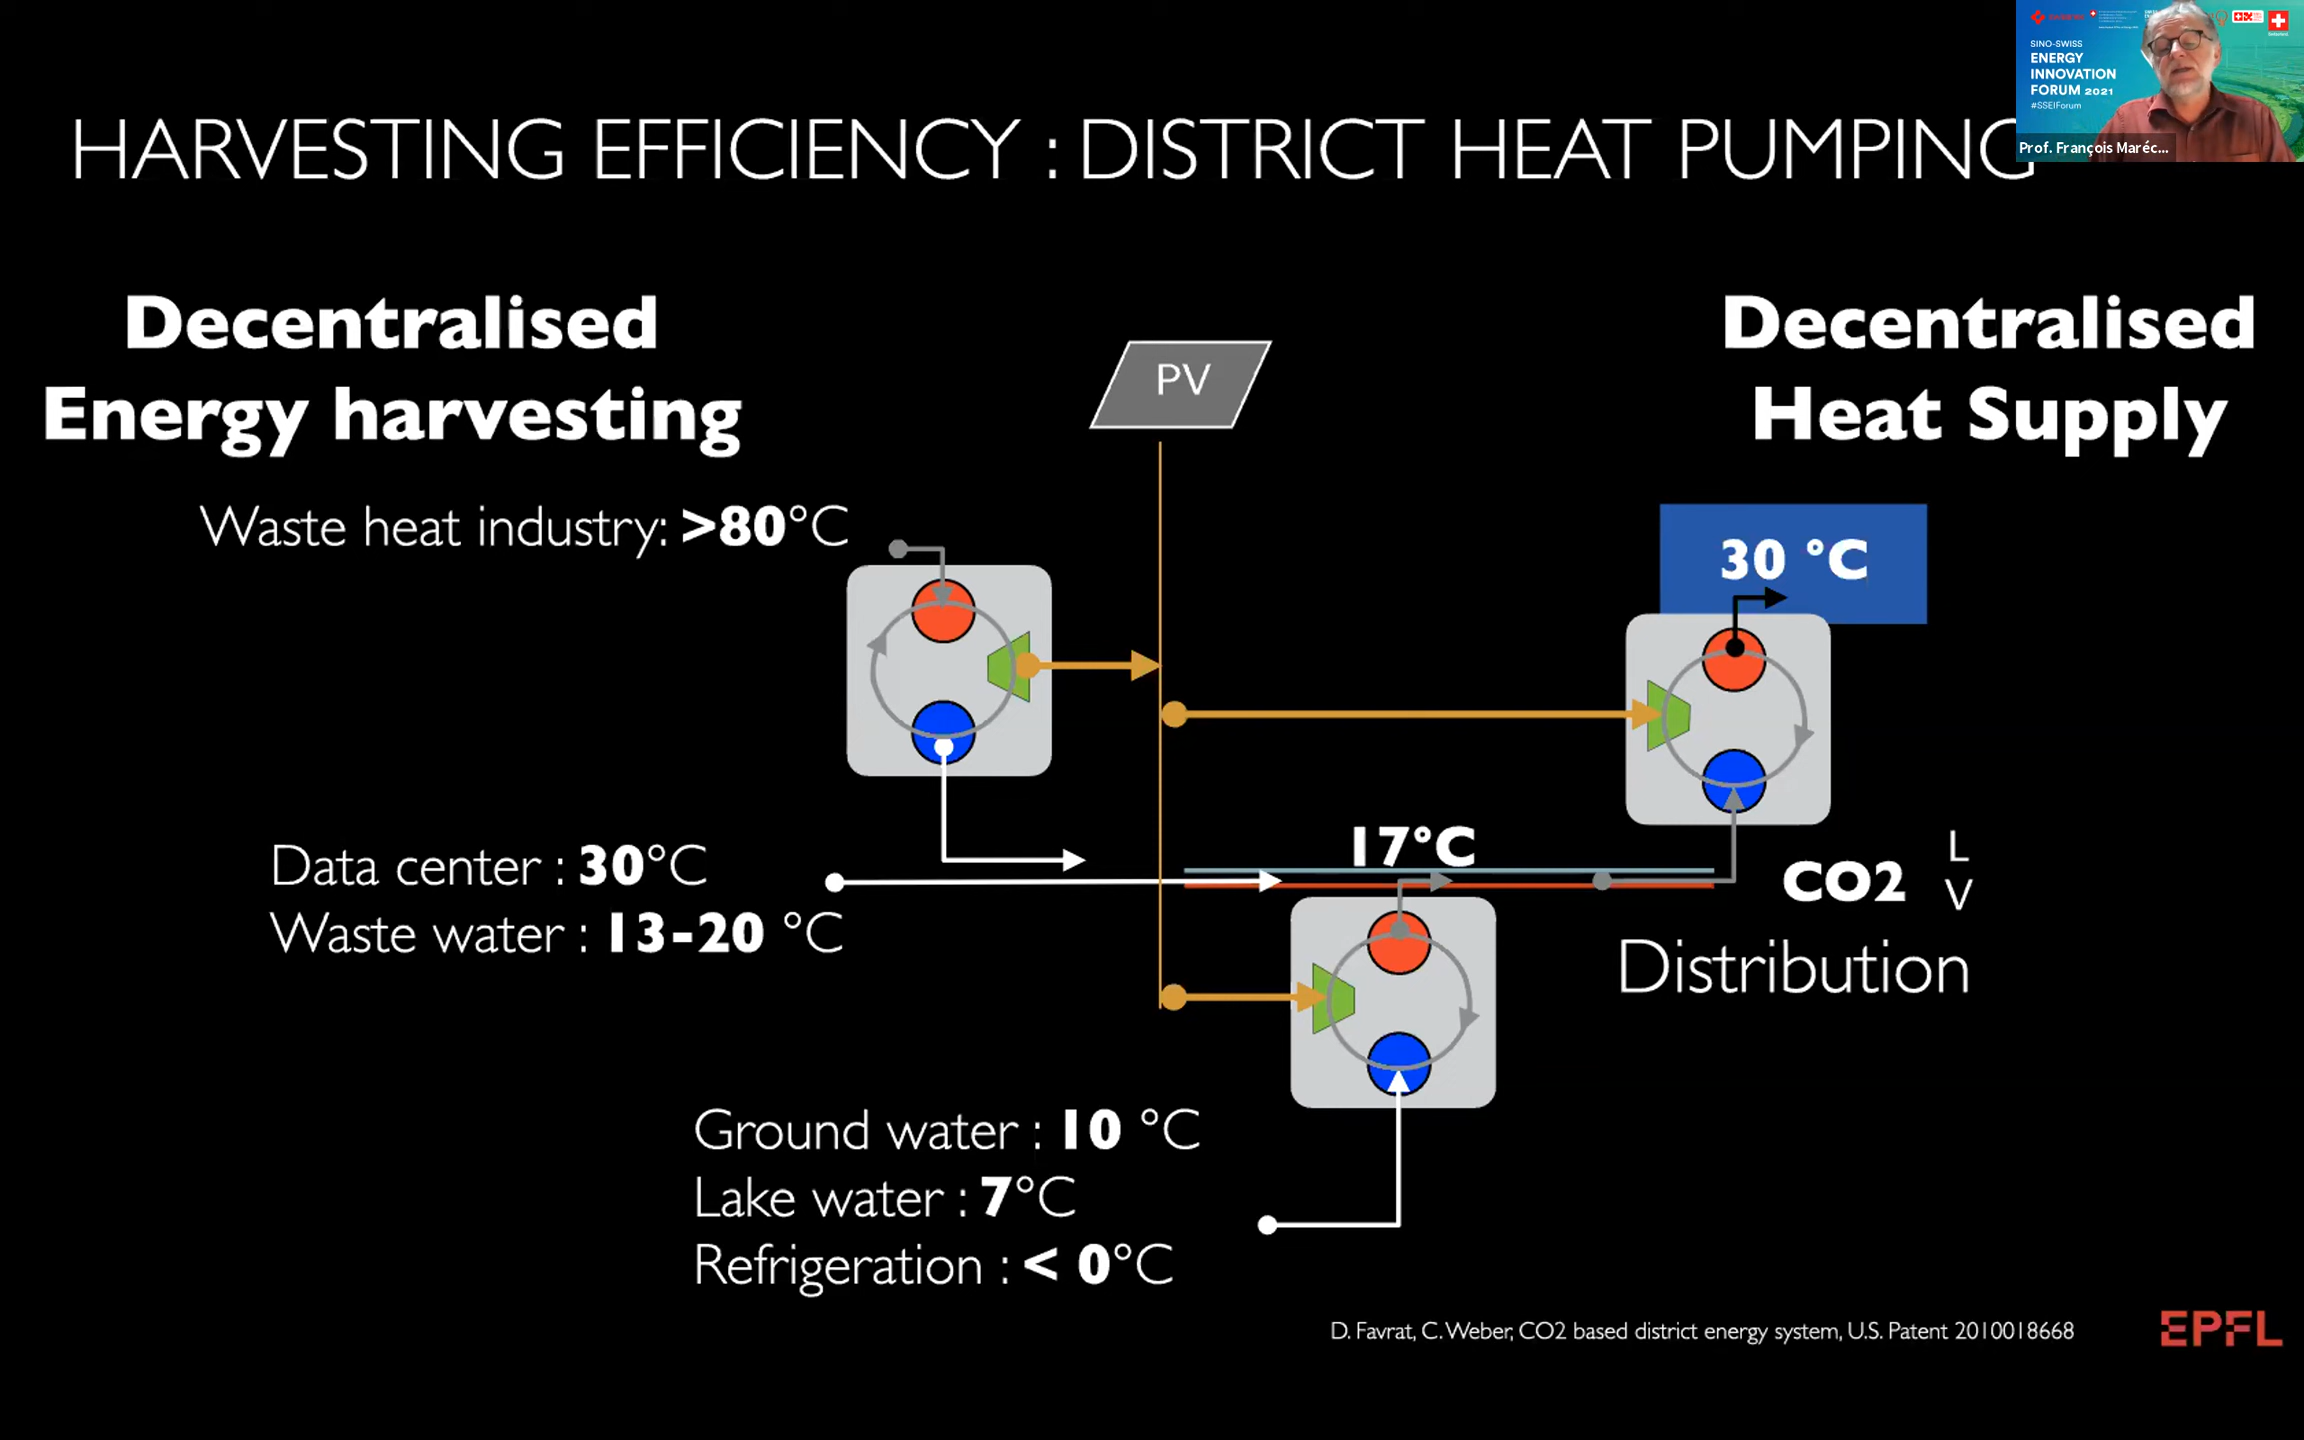 SINO-SWISS
ENERGY
INNOVATION
FORUM 2021
#SSEIForum
Prof. François Maréc...
HARVESTING EFFICIENCY : DISTRICT HEAT PUMPING
Decentralised
Energy harvesting
Decentralised
Heat Supply
PV
Waste heat industry: >80°C
30 °C
17°C
Data center : 30°C
Waste water : 13-20 °C
CO2
L
V
Distribution
Ground water : 10 °C
Lake water : 7°C
Refrigeration : < 0°C
D. Favrat, C. Weber, CO2 based district energy system, U.S. Patent 2010018668
EPFL